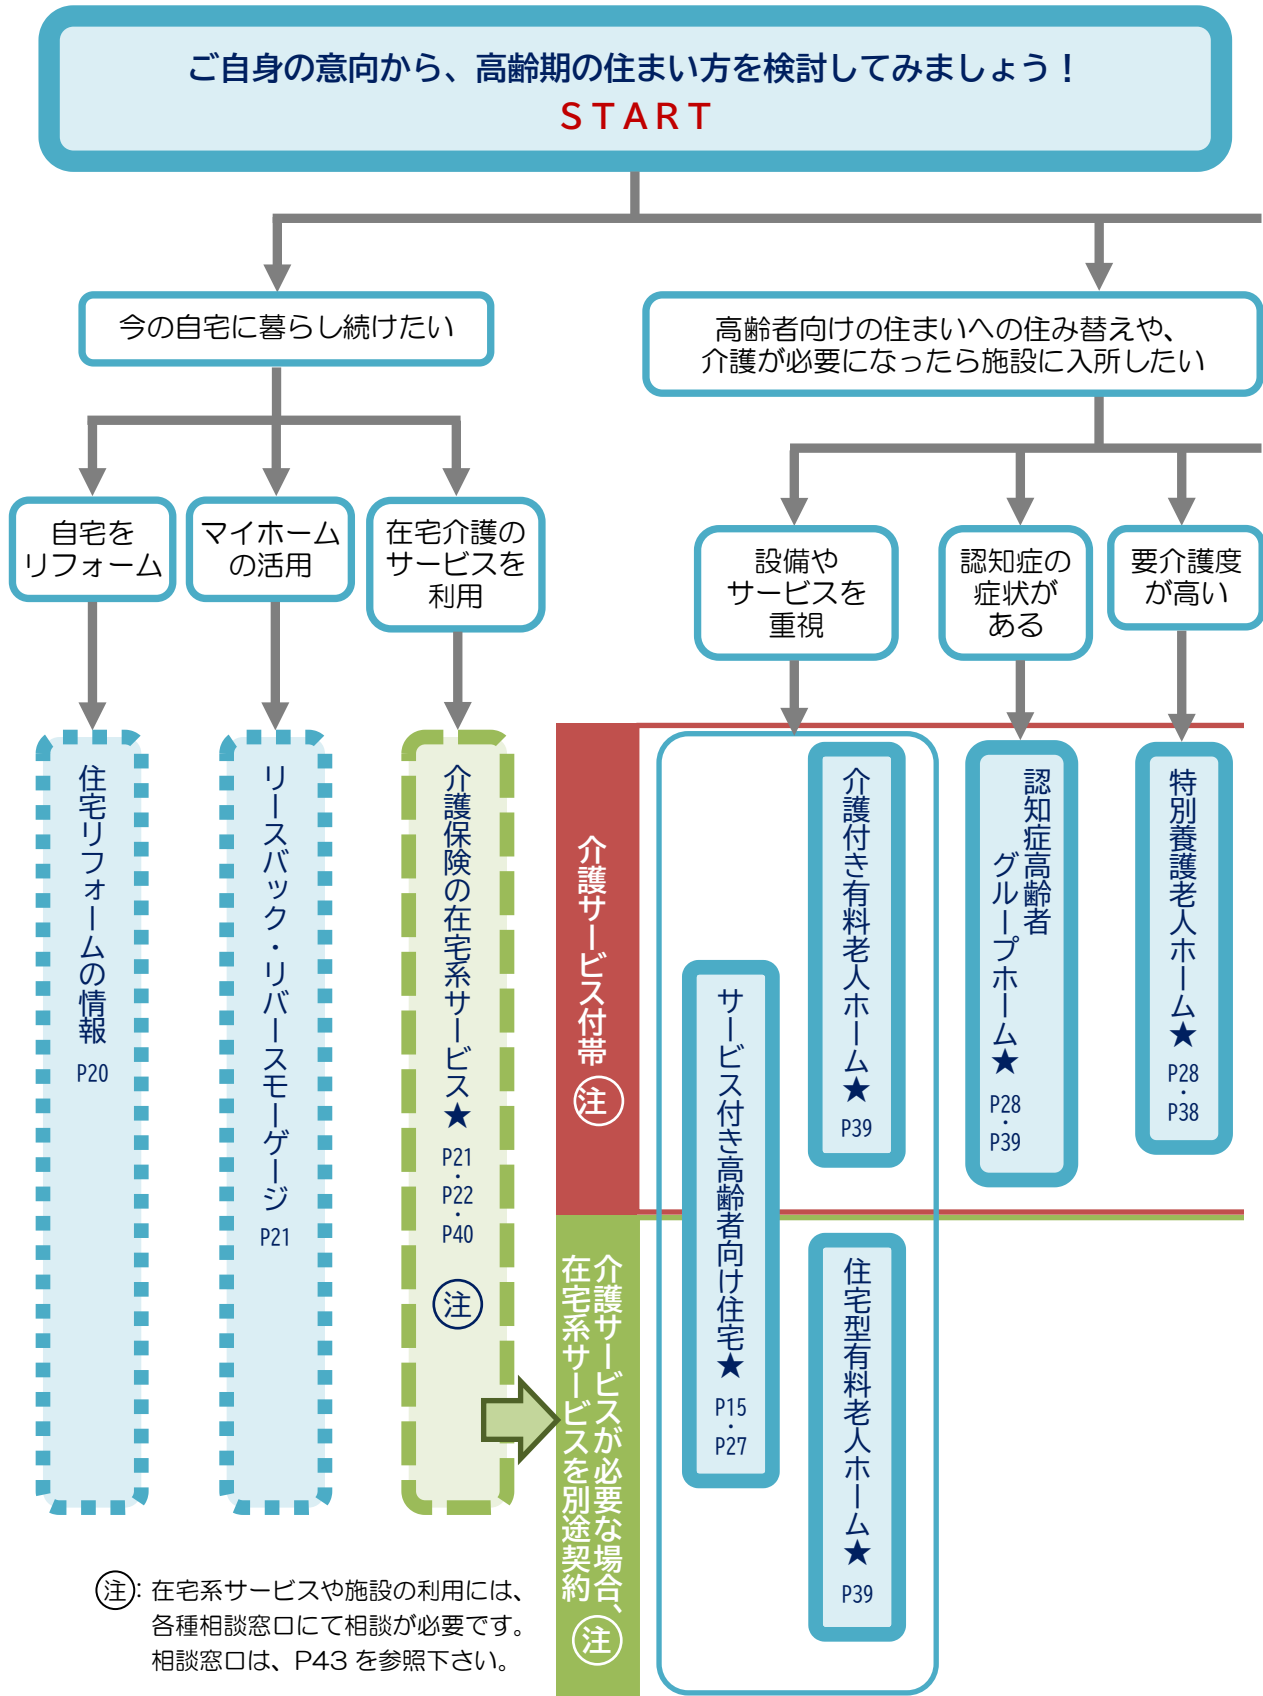 ご自身の意向から、高齢期の住まい方を検討してみましょう！
ＳＴＡＲＴ
今の自宅に暮らし続けたい
高齢者向けの住まいへの住み替えや、
介護が必要になったら施設に入所したい
自宅を
リフォーム
マイホーム
の活用
在宅介護の
サービスを
利用
設備や
サービスを
重視
認知症の
症状が
ある
要介護度
が高い
住宅リフォームの情報
P20
リースバック・リバースモーゲージ
P21
介護保険の在宅系サービス★
P21
・
P22
・
P40
注
介護サービス付帯
注
介護サービスが必要な場合、
在宅系サービスを別途契約
注
サービス付き高齢者向け住宅★
P15
・
P27
介護付き有料老人ホーム★
P39
住宅型有料老人ホーム★
P39
認知症高齢者
グループホーム★
P28
・
P39
特別養護老人ホーム★
P28
・
P38
注：在宅系サービスや施設の利用には、
各種相談窓口にて相談が必要です。
相談窓口は、P43 を参照下さい。